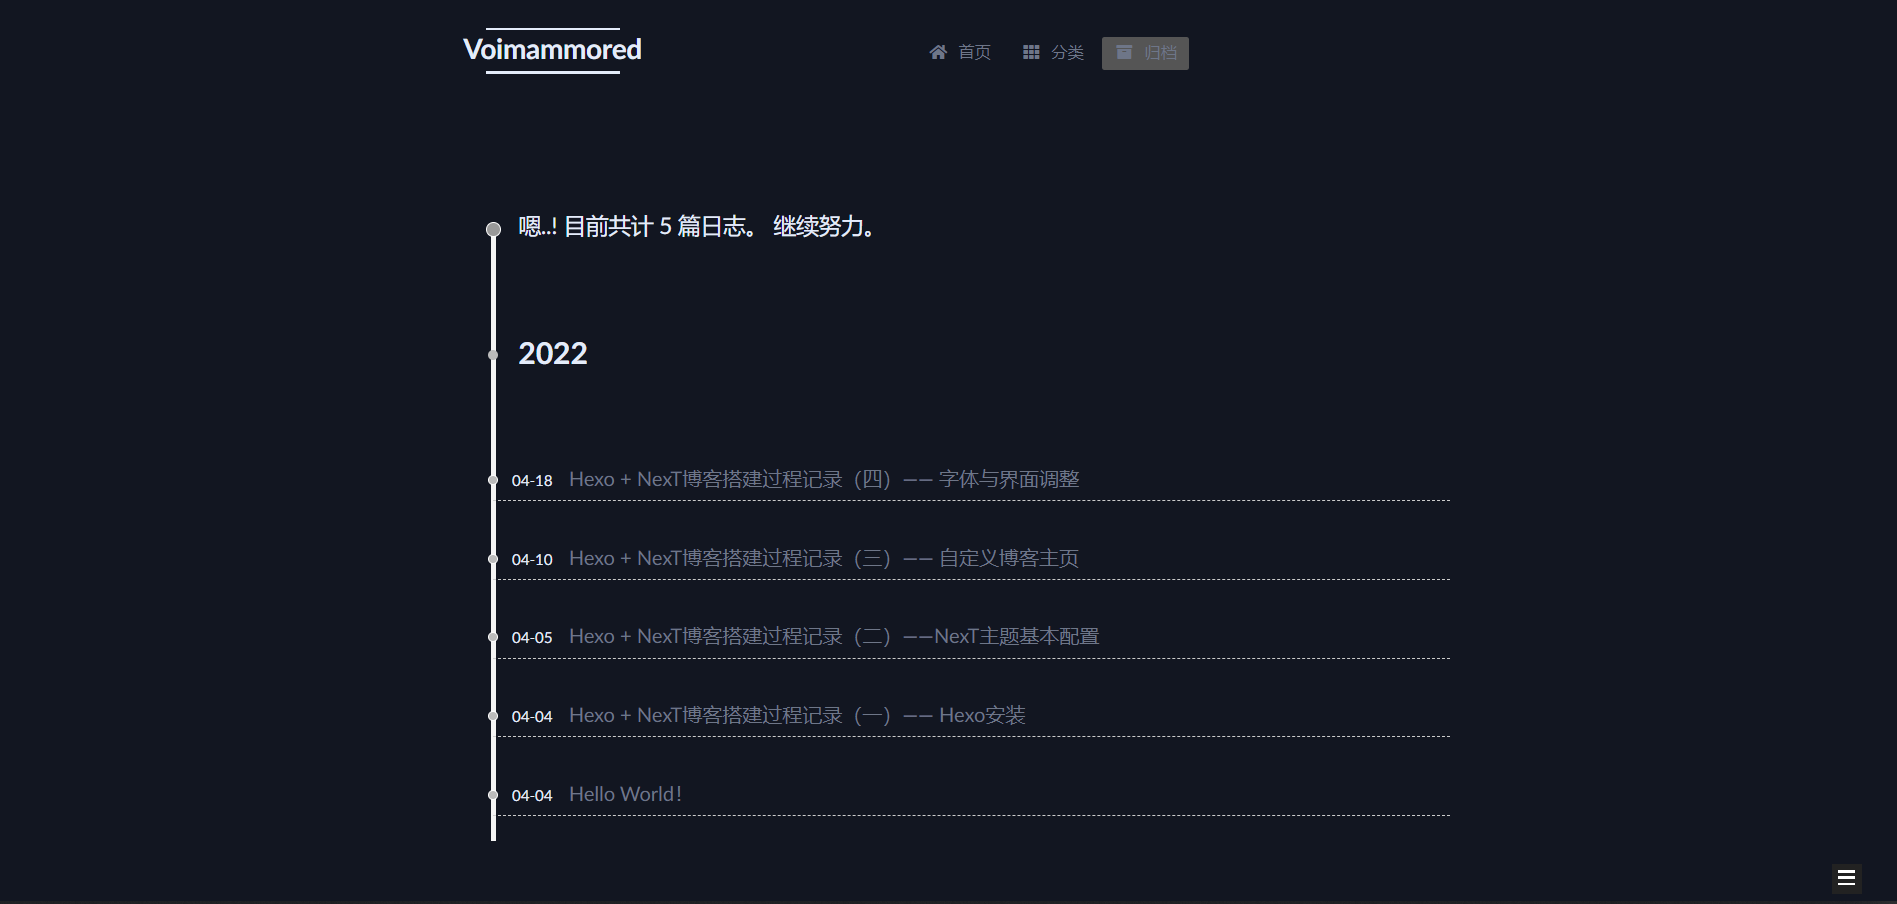 Voimammored
首页 分类 归档
嗯..! 目前共计 5 篇日志。 继续努力。
2022
04-18 Hexo + NexT博客搭建过程记录（四）—— 字体与界面调整
04-10 Hexo + NexT博客搭建过程记录（三）—— 自定义博客主页
04-05 Hexo + NexT博客搭建过程记录（二）——NexT主题基本配置
04-04 Hexo + NexT博客搭建过程记录（一）—— Hexo安装
04-04 Hello World！